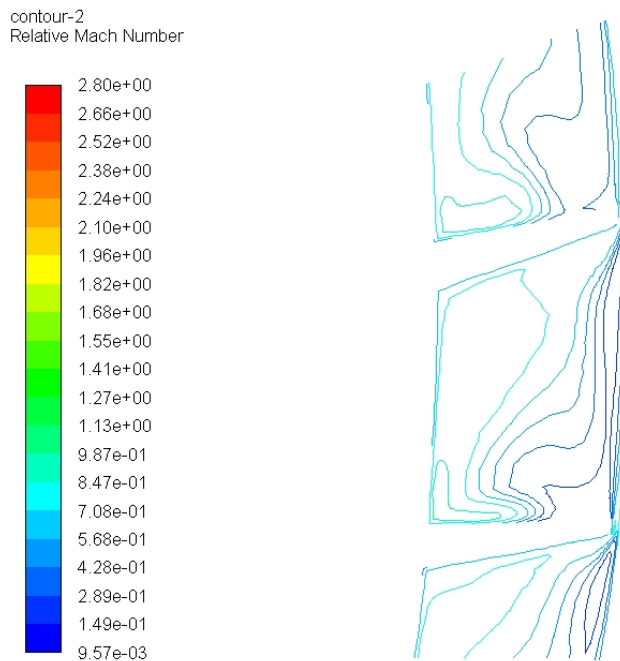 contour-2
Relative Mach Number
2.80e+00
2.66e+00
2.52e+00
2.38e+00
2.24e+00
2.10e+00
1.96e+00
1.82e+00
1.68e+00
1.55e+00
1.41e+00
1.27e+00
1.13e+00
9.87e-01
8.47e-01
7.08e-01
5.68e-01
4.28e-01
2.89e-01
1.49e-01
9.57e-03